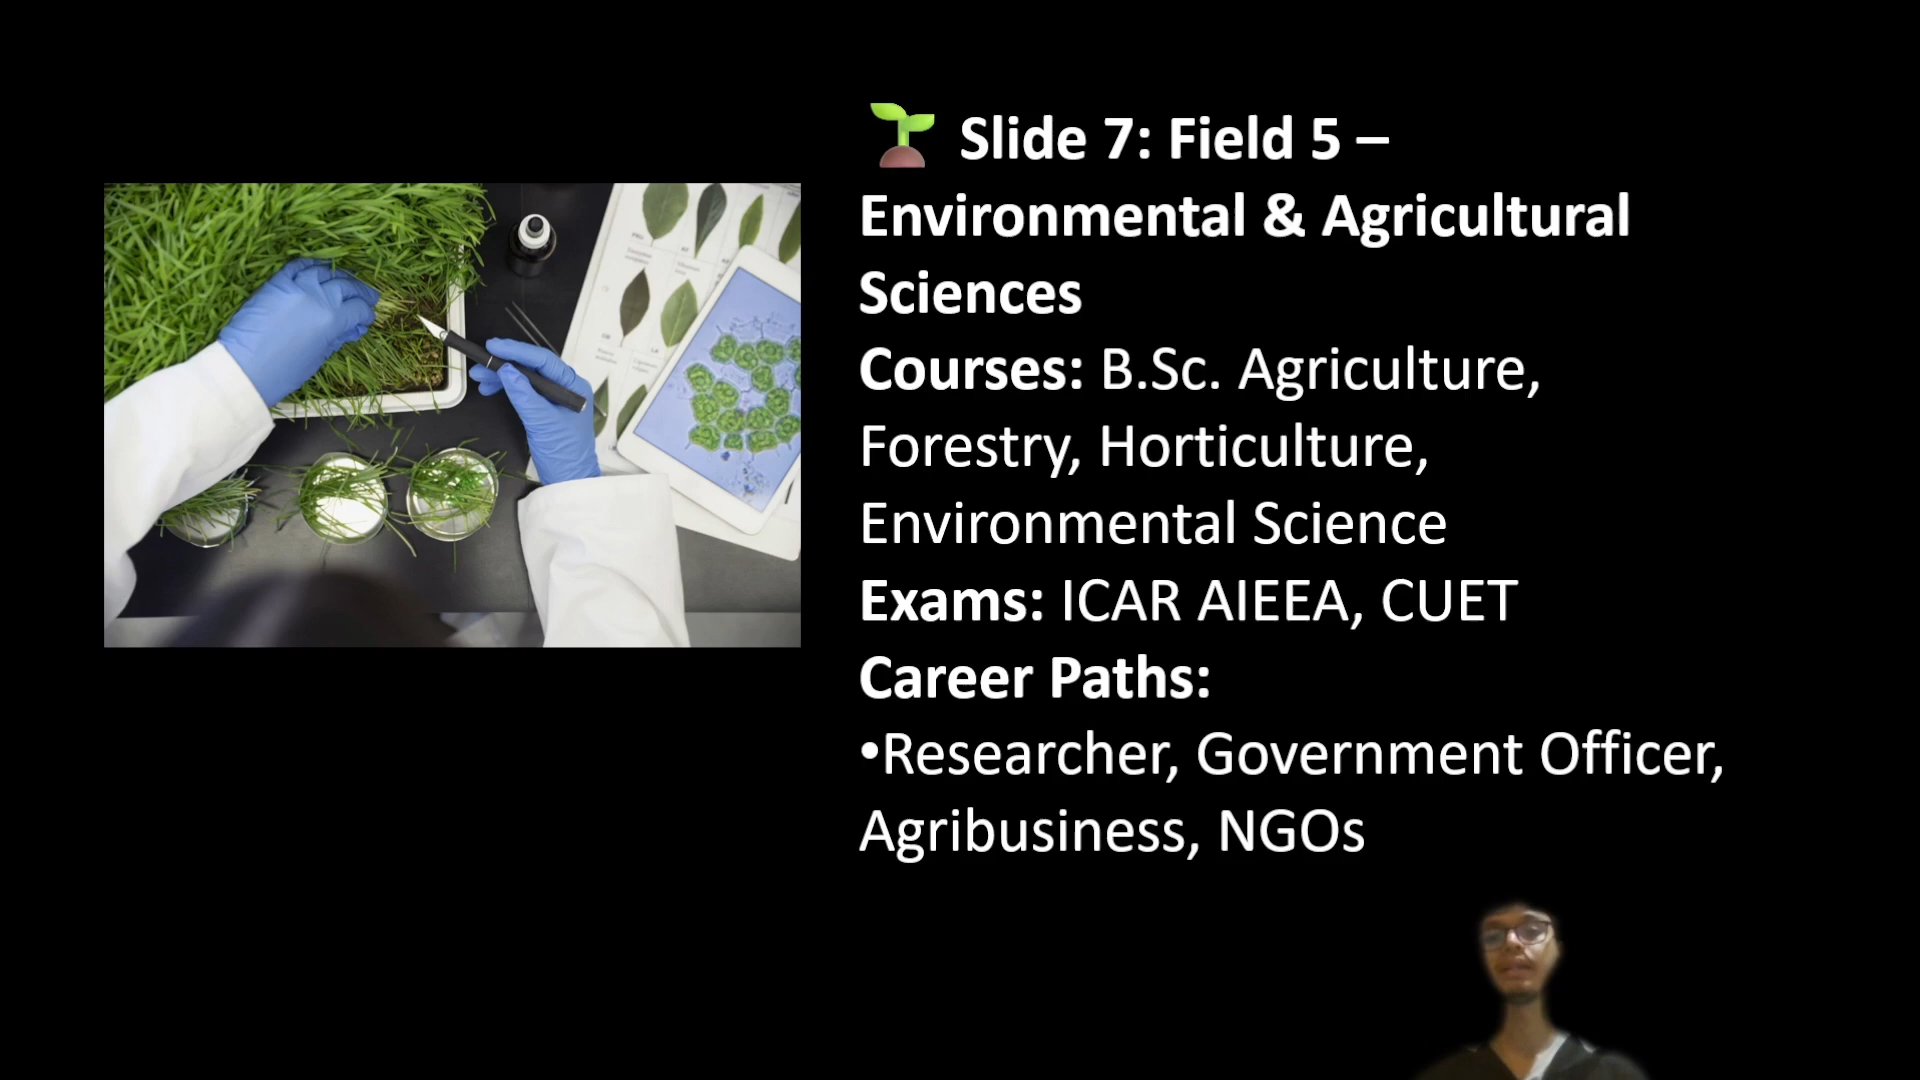 Slide 7: Field 5 –
Environmental & Agricultural
Sciences
Courses: B.Sc. Agriculture,
Forestry, Horticulture,
Environmental Science
Exams: ICAR AIEEA, CUET
Career Paths:
•Researcher, Government Officer,
Agribusiness, NGOs